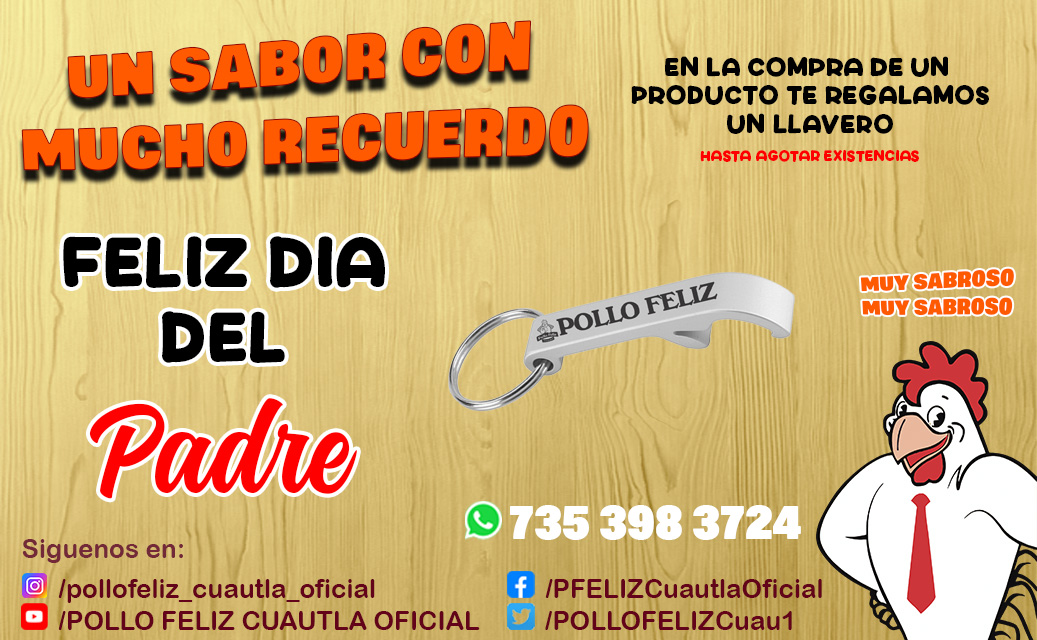 UN SABOR CON
MUCHO RECUERDO
EN LA COMPRA DE UN
PRODUCTO TE REGALAMOS
UN LLAVERO
HASTA AGOTAR EXISTENCIAS
FELIZ DIA
DEL
Padre
POLLO FELIZ
MUY SABROSO
MUY SABROSO
735 398 3724
Siguenos en:
/pollofeliz_cuautla_oficial
/PFELIZCuautlaOficial
/POLLO FELIZ CUAUTLA OFICIAL
/POLLOFELIZCuau1